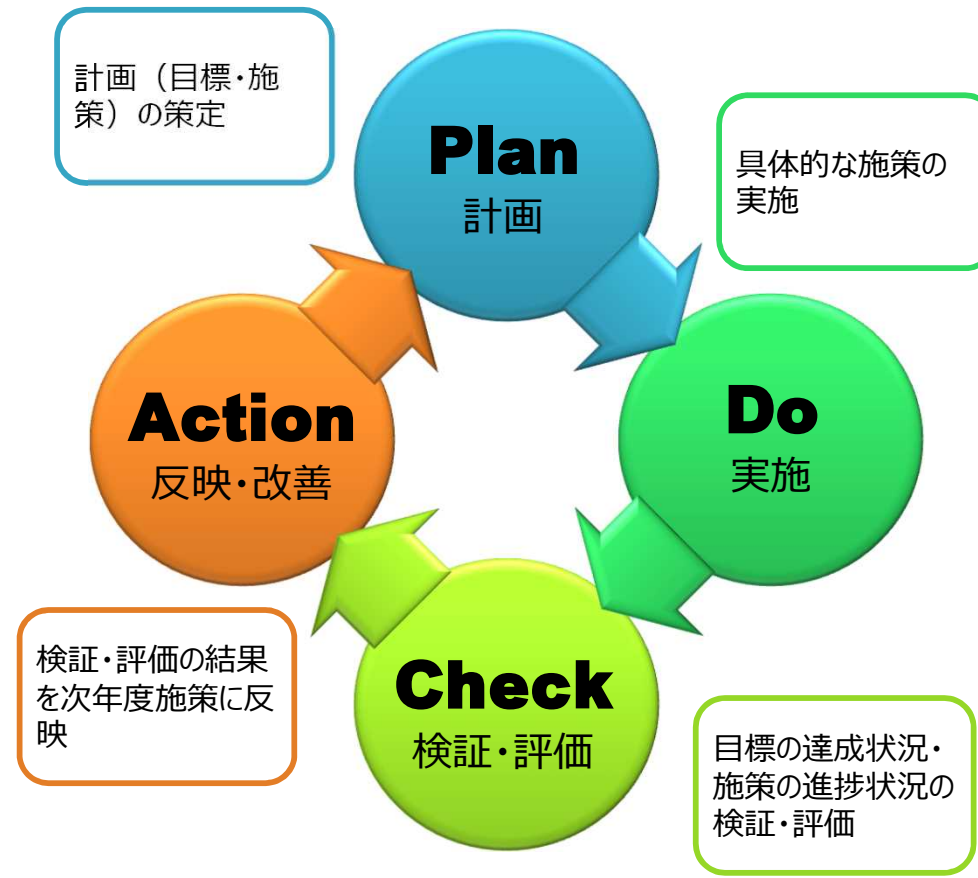 計画（目標・施
策）の策定
Plan
計画
具体的な施策の
実施
Do
実施
Action
反映・改善
検証・評価の結果
を次年度施策に反
映
Check
検証・評価
目標の達成状況・
施策の進捗状況の
検証・評価